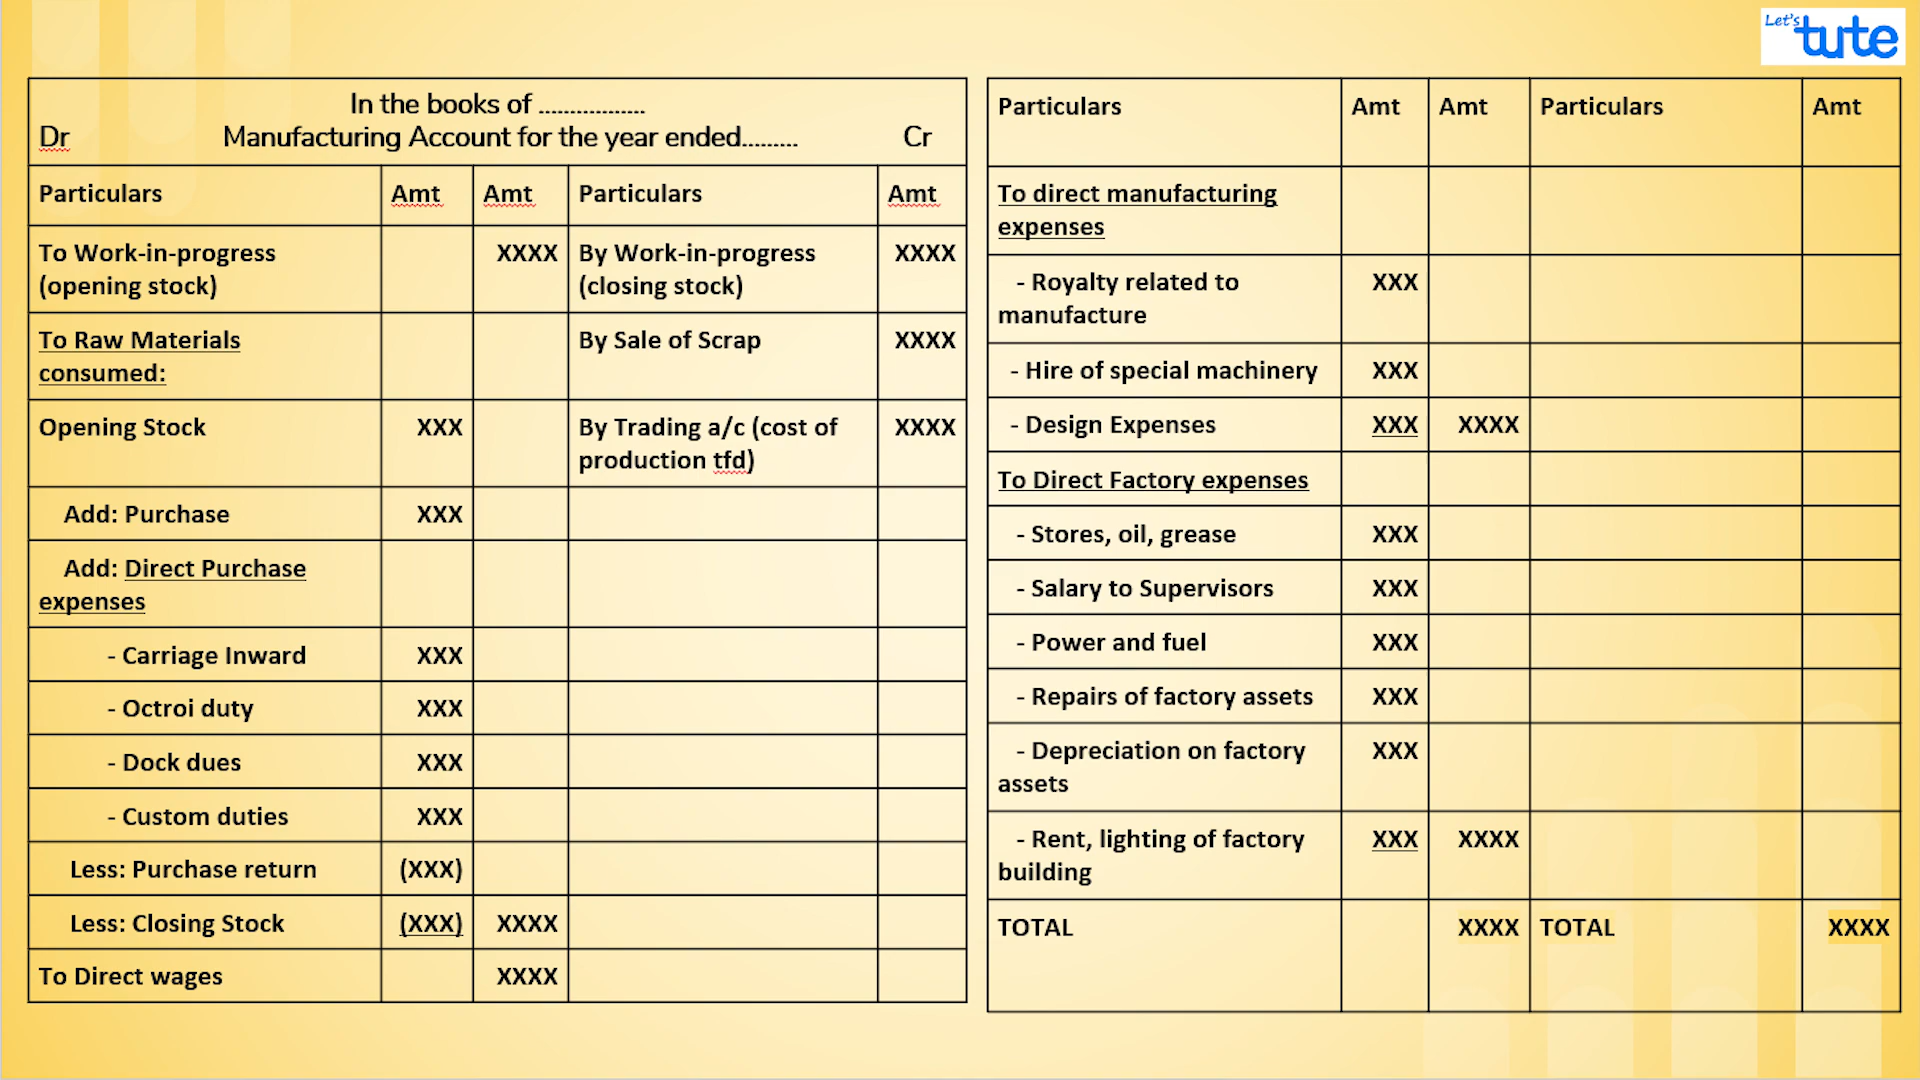 Let's tute
In the books of .................
Dr Manufacturing Account for the year ended......... Cr
Particulars Amt Amt Particulars Amt
To Work-in-progress XXXX By Work-in-progress XXXX
(opening stock) (closing stock)
To Raw Materials By Sale of Scrap XXXX
consumed:
Opening Stock XXX By Trading a/c (cost of XXXX
production tfd)
Add: Purchase XXX
Add: Direct Purchase
expenses
- Carriage Inward XXX
- Octroi duty XXX
- Dock dues XXX
- Custom duties XXX
Less: Purchase return (XXX)
Less: Closing Stock (XXX) XXXX
To Direct wages XXXX
Particulars Amt Amt Particulars Amt
To direct manufacturing
expenses
- Royalty related to XXX
manufacture
- Hire of special machinery XXX
- Design Expenses XXX XXXX
To Direct Factory expenses
- Stores, oil, grease XXX
- Salary to Supervisors XXX
- Power and fuel XXX
- Repairs of factory assets XXX
- Depreciation on factory XXX
assets
- Rent, lighting of factory XXX XXXX
building
TOTAL XXXX TOTAL XXXX